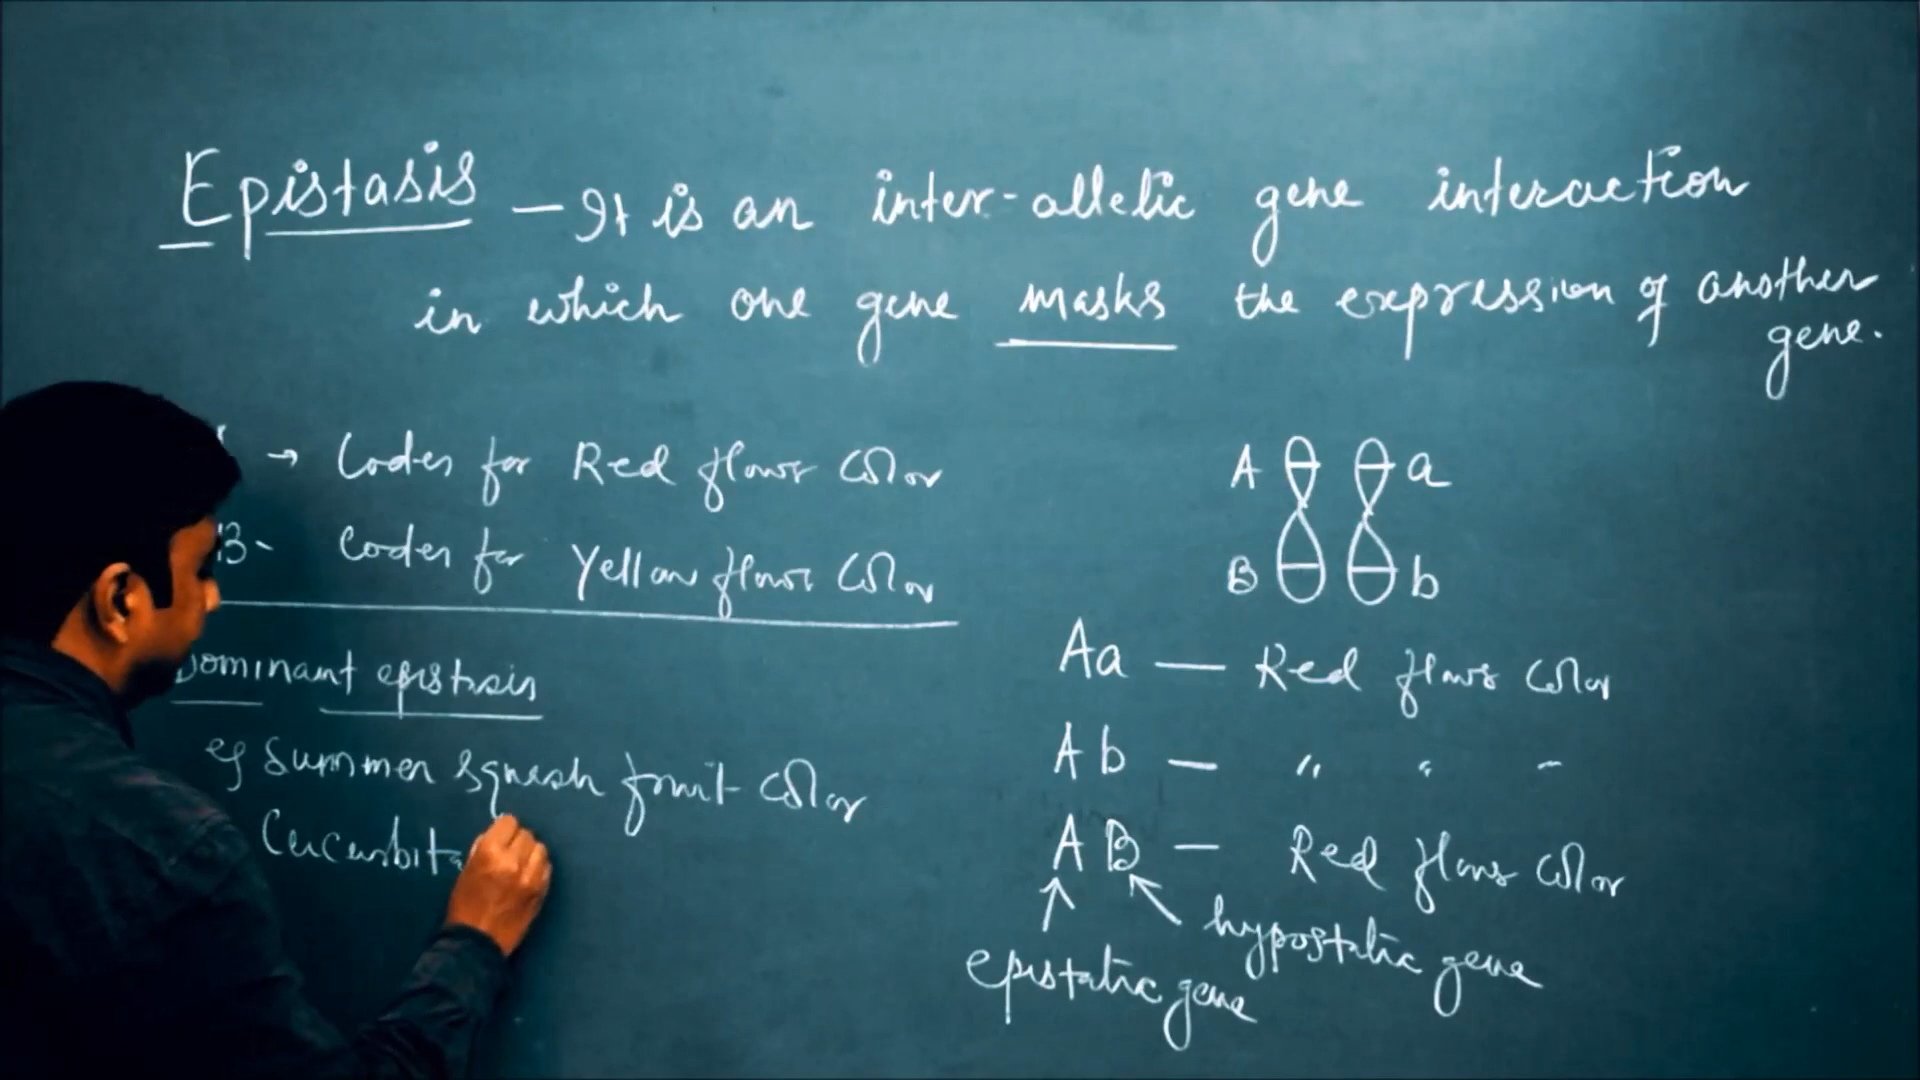 Epistasis - It is an inter-allelic gene interaction
in which one gene masks the expression of another
gene.
→ Codes for Red flower Color
B - Codes for Yellow flower Color
Dominant epistasis
eg Summer squash fruit Color
Cucurbita
A a
B b
Aa — Red flower Color
Ab — " " "
AB — Red flower Color
epistatic gene
hypostatic gene